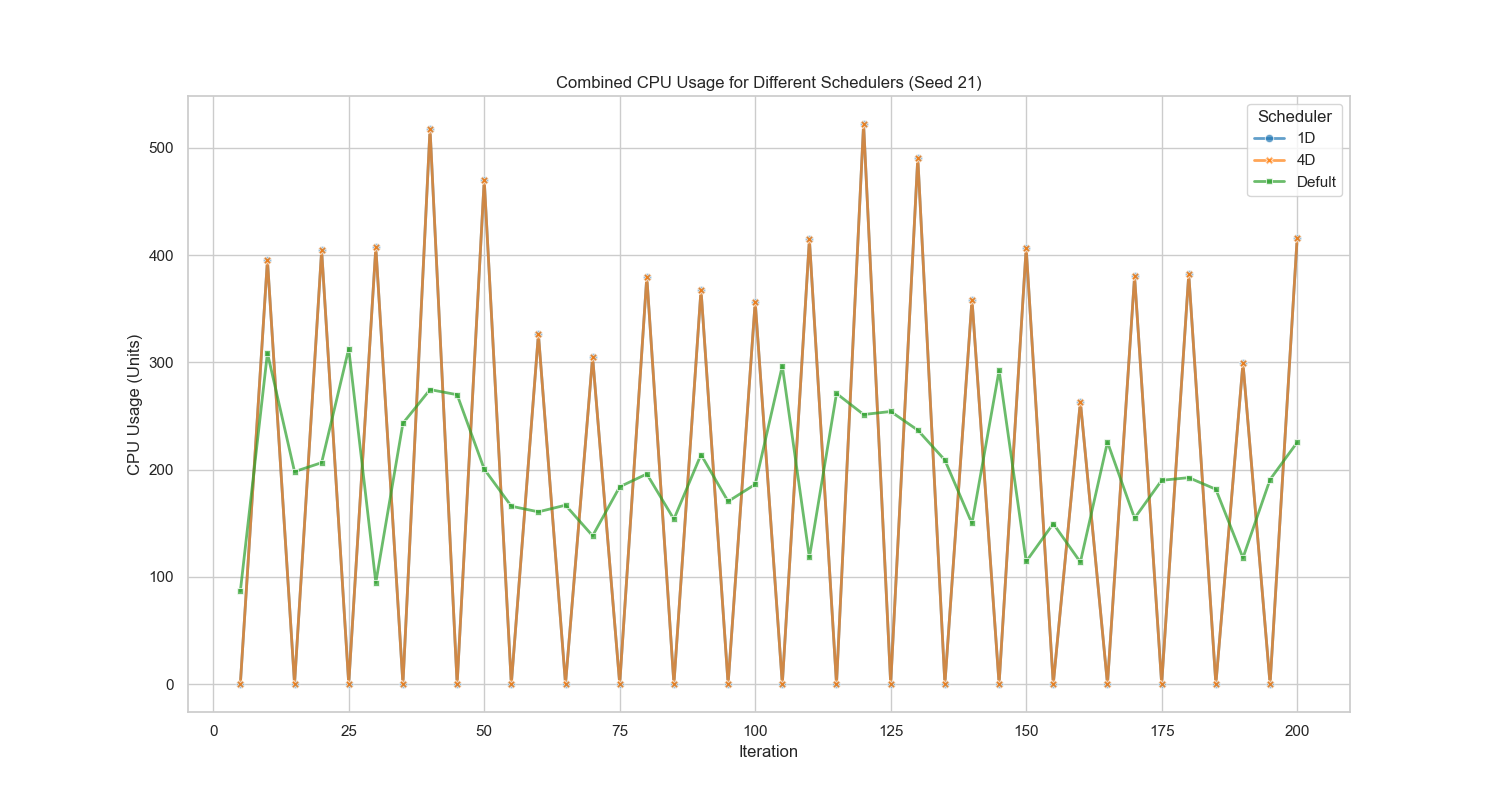 Combined CPU Usage for Different Schedulers (Seed 21)
Scheduler
1D
4D
Defult
CPU Usage (Units)
500
400
300
200
100
0
0 25 50 75 100 125 150 175 200
Iteration